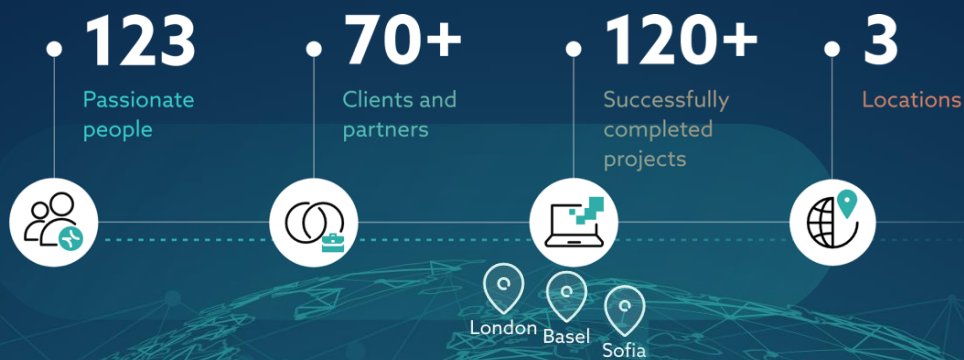 123
Passionate
people
70+
Clients and
partners
120+
Successfully
completed
projects
3
Locations
London
Basel
Sofia